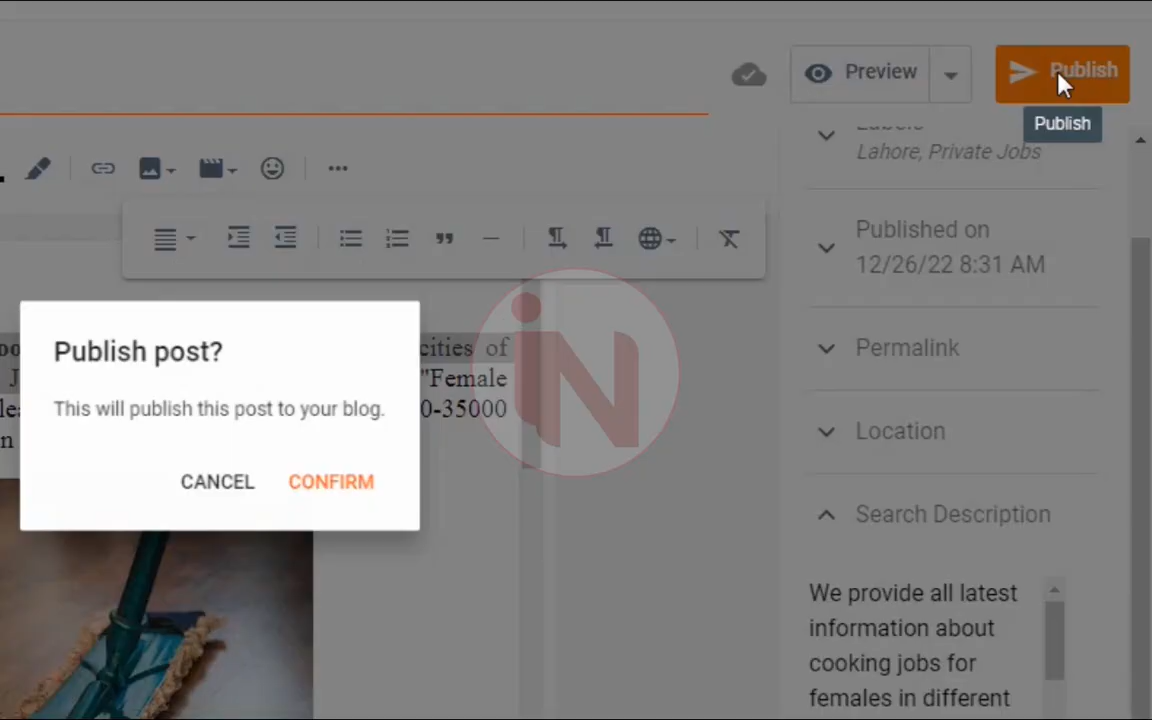 Preview
Publish
Publish
Labels
Lahore, Private Jobs
Published on
12/26/22 8:31 AM
cities of
Publish post?
"Female
This will publish this post to your blog.
0-35000
Permalink
Location
CANCEL CONFIRM
iN
Search Description
We provide all latest
information about
cooking jobs for
females in different